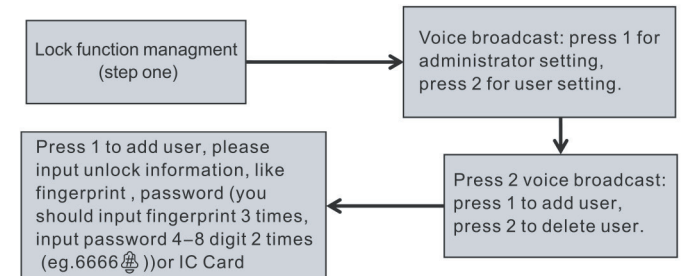 Lock function managment
(step one)
Voice broadcast: press 1 for
administrator setting,
press 2 for user setting.
Press 2 voice broadcast:
press 1 to add user,
press 2 to delete user.
Press 1 to add user, please
input unlock information, like
fingerprint , password (you
should input fingerprint 3 times,
input password 4–8 digit 2 times
(eg.6666 ))or IC Card